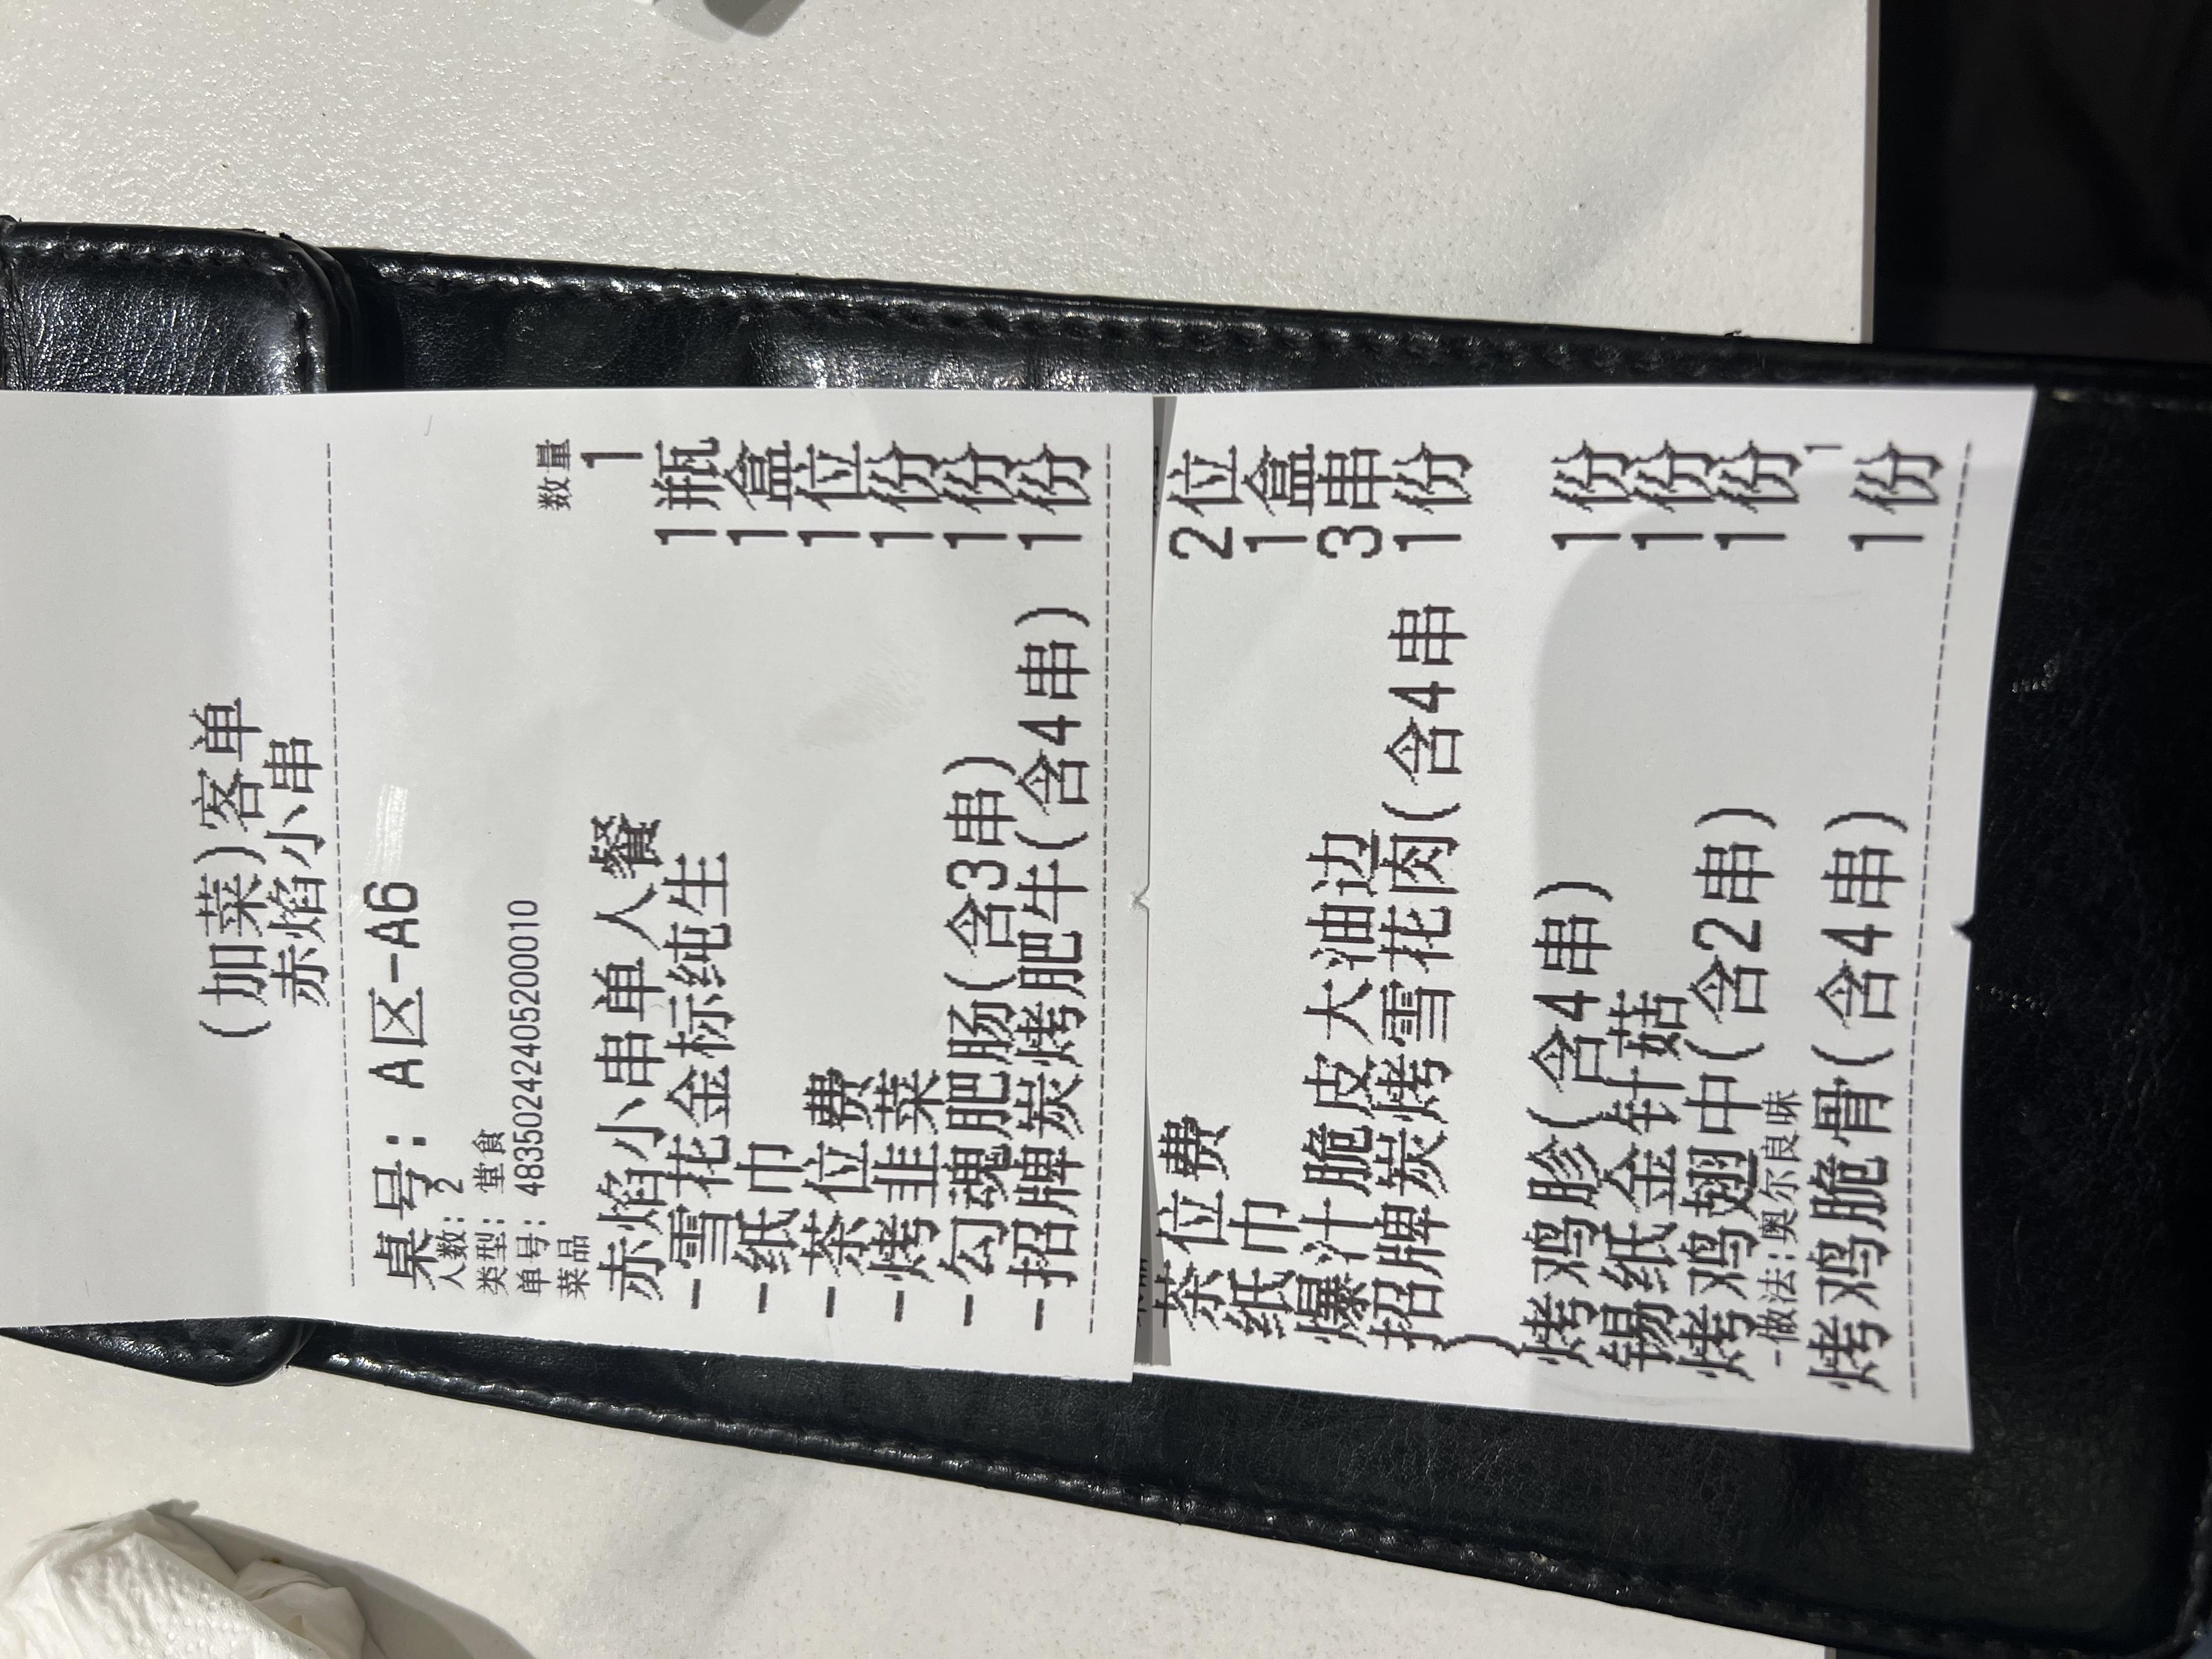 (加菜)客单
赤焰小串
桌号: A区-A6
人数: 2
类型: 堂食
单号: 48350242405200010
菜品 数量
赤焰小串单人餐 1
-雪花金标纯生 1瓶
-纸巾 1盒
-茶位费 1位
-烤韭菜 1份
-勾魂肥肠(含3串) 1份
-招牌炭烤肥牛(含4串) 1份
茶位费 2位
纸巾 1盒
爆汁脆皮大油边 3串
招牌炭烤雪花肉(含4串 1份
)
烤鸡胗(含4串) 1份
锡纸金针菇 1份
烤鸡翅中(含2串) 1份
-做法:奥尔良味 1
烤鸡脆骨(含4串) 1份